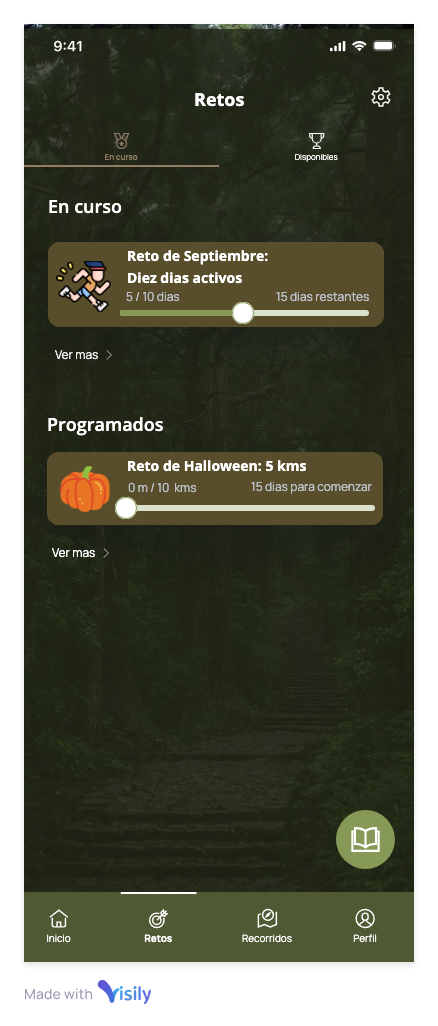 9:41
Retos
En curso
Disponibles
En curso
Reto de Septiembre:
Diez dias activos
5 / 10 dias
15 dias restantes
Ver mas
Programados
Reto de Halloween: 5 kms
0 m / 10 kms
15 dias para comenzar
Ver mas
Inicio
Retos
Recorridos
Perfil
Made with Visily